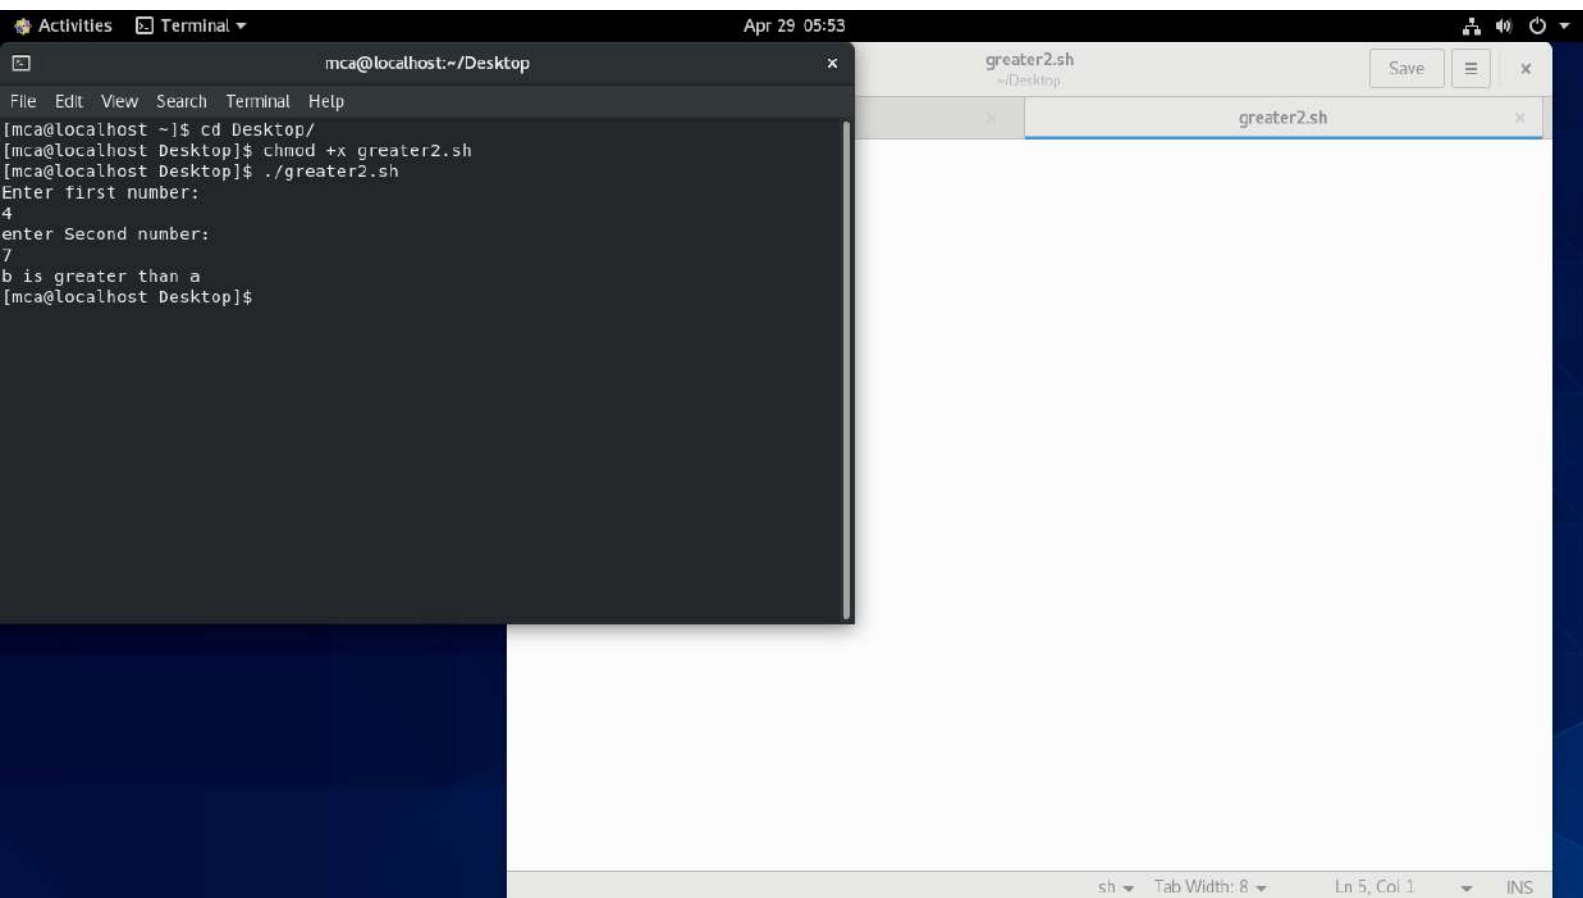 Activities Terminal Apr 29 05:53
mca@localhost:~/Desktop
File Edit View Search Terminal Help
[mca@localhost ~]$ cd Desktop/
[mca@localhost Desktop]$ chmod +x greater2.sh
[mca@localhost Desktop]$ ./greater2.sh
Enter first number:
4
enter Second number:
7
b is greater than a
[mca@localhost Desktop]$
greater2.sh
~/Desktop
Save
greater2.sh
sh Tab Width: 8 Ln 5, Col 1 INS